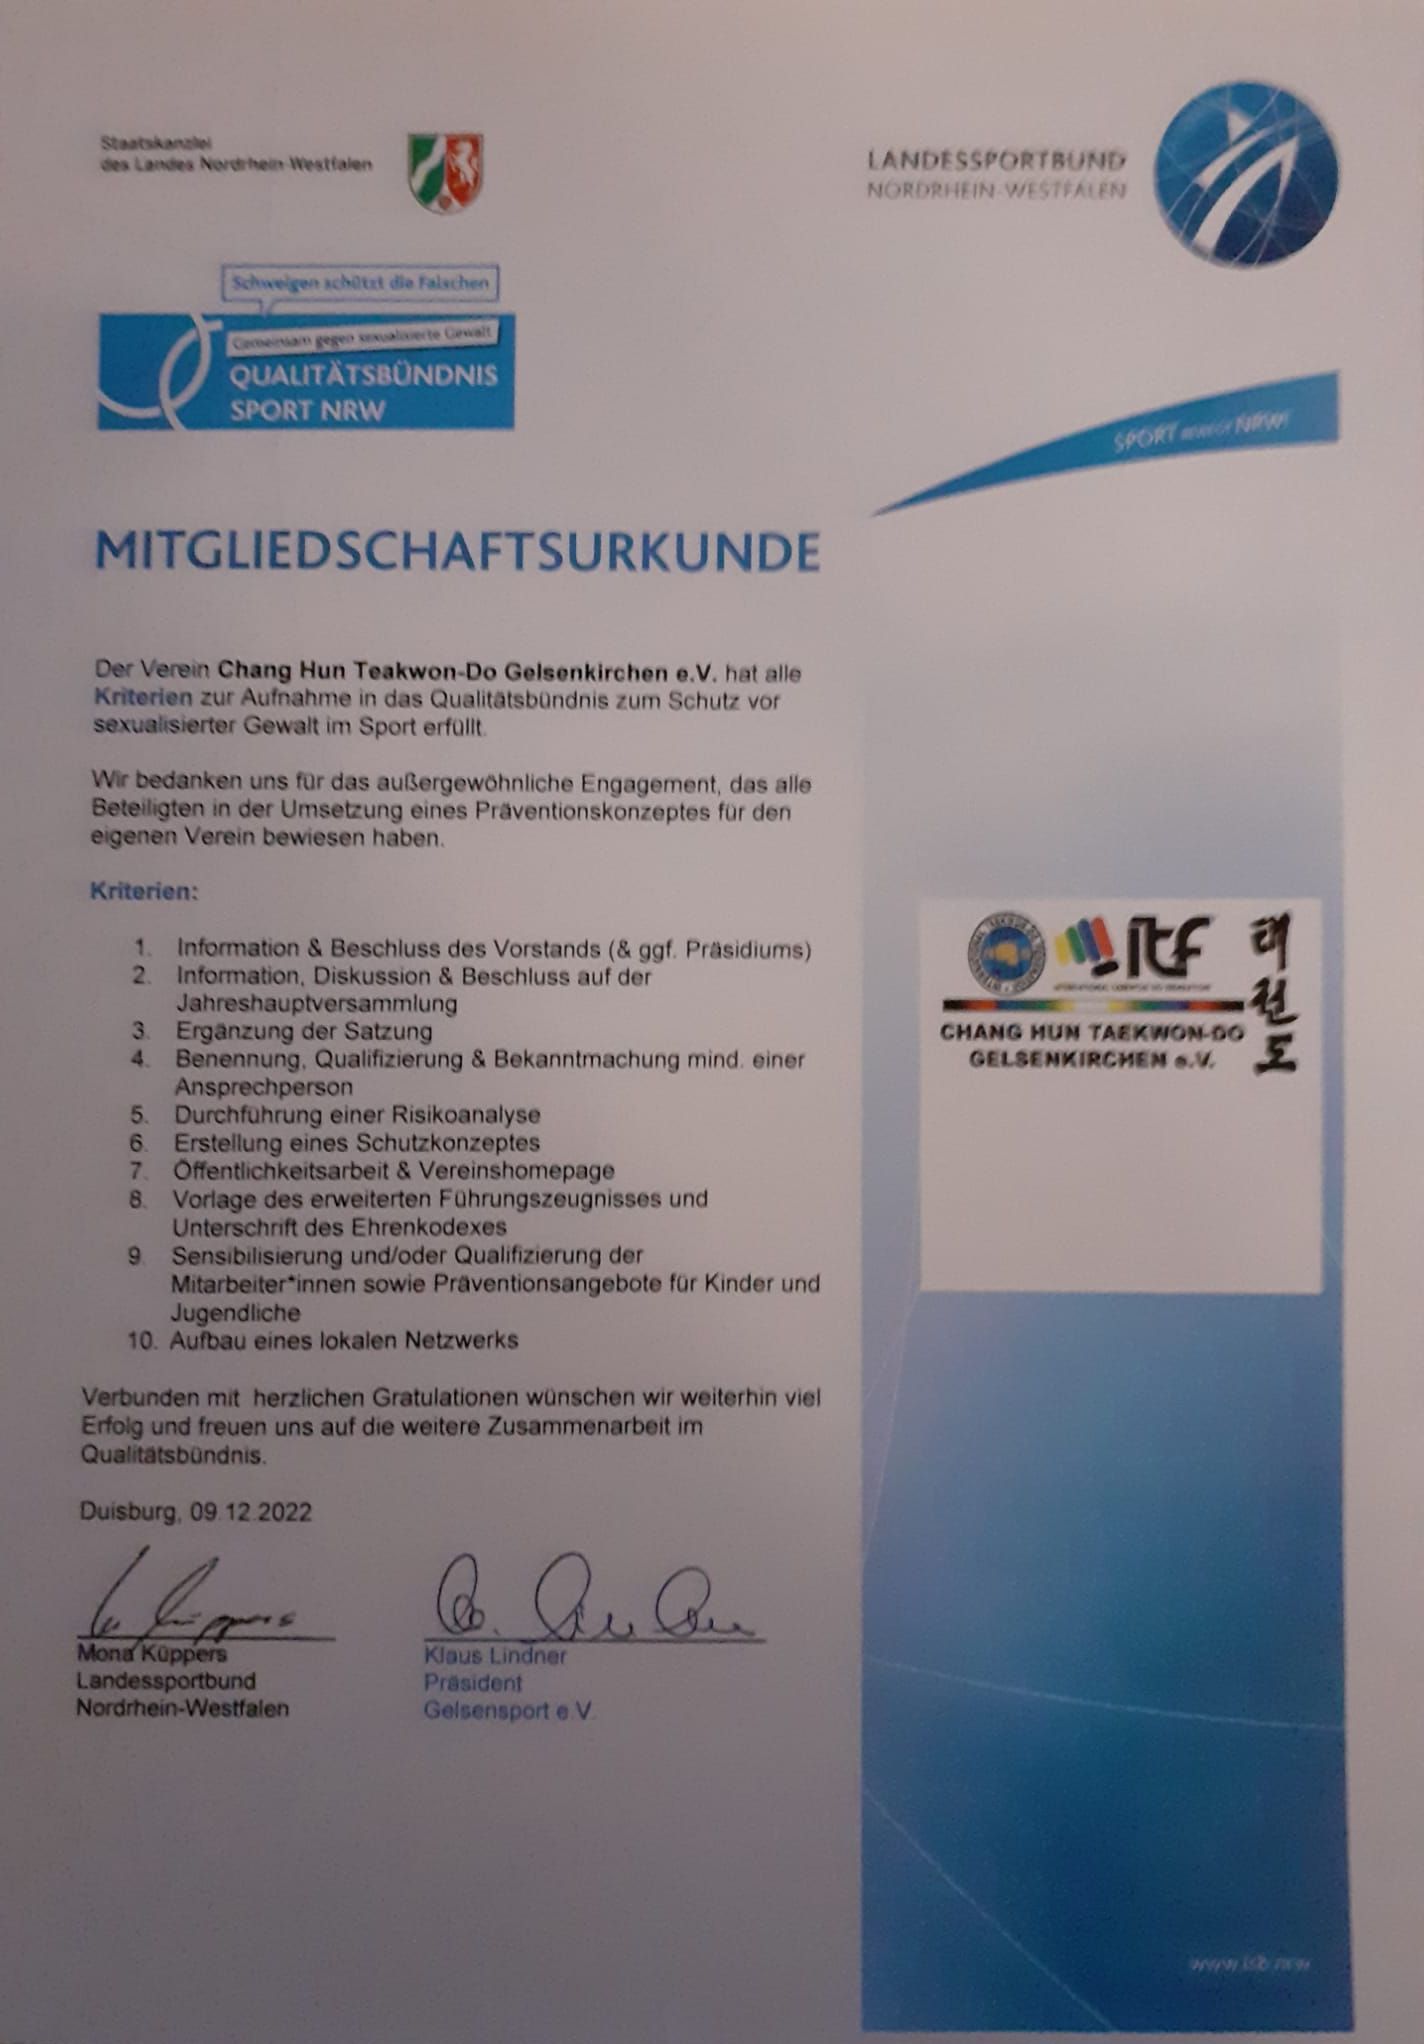 Staatskanzlei
des Landes Nordrhein-Westfalen
LANDESSPORTBUND
NORDRHEIN-WESTFALEN
Schweigen schützt die Falschen
Gemeinsam gegen sexualisierte Gewalt
QUALITÄTSBÜNDNIS
SPORT NRW
SPORT BEWEGT NRW!
MITGLIEDSCHAFTSURKUNDE
Der Verein Chang Hun Teakwon-Do Gelsenkirchen e.V. hat alle
Kriterien zur Aufnahme in das Qualitätsbündnis zum Schutz vor
sexualisierter Gewalt im Sport erfüllt.
Wir bedanken uns für das außergewöhnliche Engagement, das alle
Beteiligten in der Umsetzung eines Präventionskonzeptes für den
eigenen Verein bewiesen haben.
Kriterien:
1. Information & Beschluss des Vorstands (& ggf. Präsidiums)
2. Information, Diskussion & Beschluss auf der
Jahreshauptversammlung
3. Ergänzung der Satzung
4. Benennung, Qualifizierung & Bekanntmachung mind. einer
Ansprechperson
5. Durchführung einer Risikoanalyse
6. Erstellung eines Schutzkonzeptes
7. Öffentlichkeitsarbeit & Vereinshomepage
8. Vorlage des erweiterten Führungszeugnisses und
Unterschrift des Ehrenkodexes
9. Sensibilisierung und/oder Qualifizierung der
Mitarbeiter*innen sowie Präventionsangebote für Kinder und
Jugendliche
10. Aufbau eines lokalen Netzwerks
Verbunden mit herzlichen Gratulationen wünschen wir weiterhin viel
Erfolg und freuen uns auf die weitere Zusammenarbeit im
Qualitätsbündnis.
Duisburg, 09.12.2022
Mona Küppers
Landessportbund
Nordrhein-Westfalen
Klaus Lindner
Präsident
Gelsensport e.V.
ITF
태권도
CHANG HUN TAEKWON-DO
GELSENKIRCHEN e.V.
www.lsb.nrw